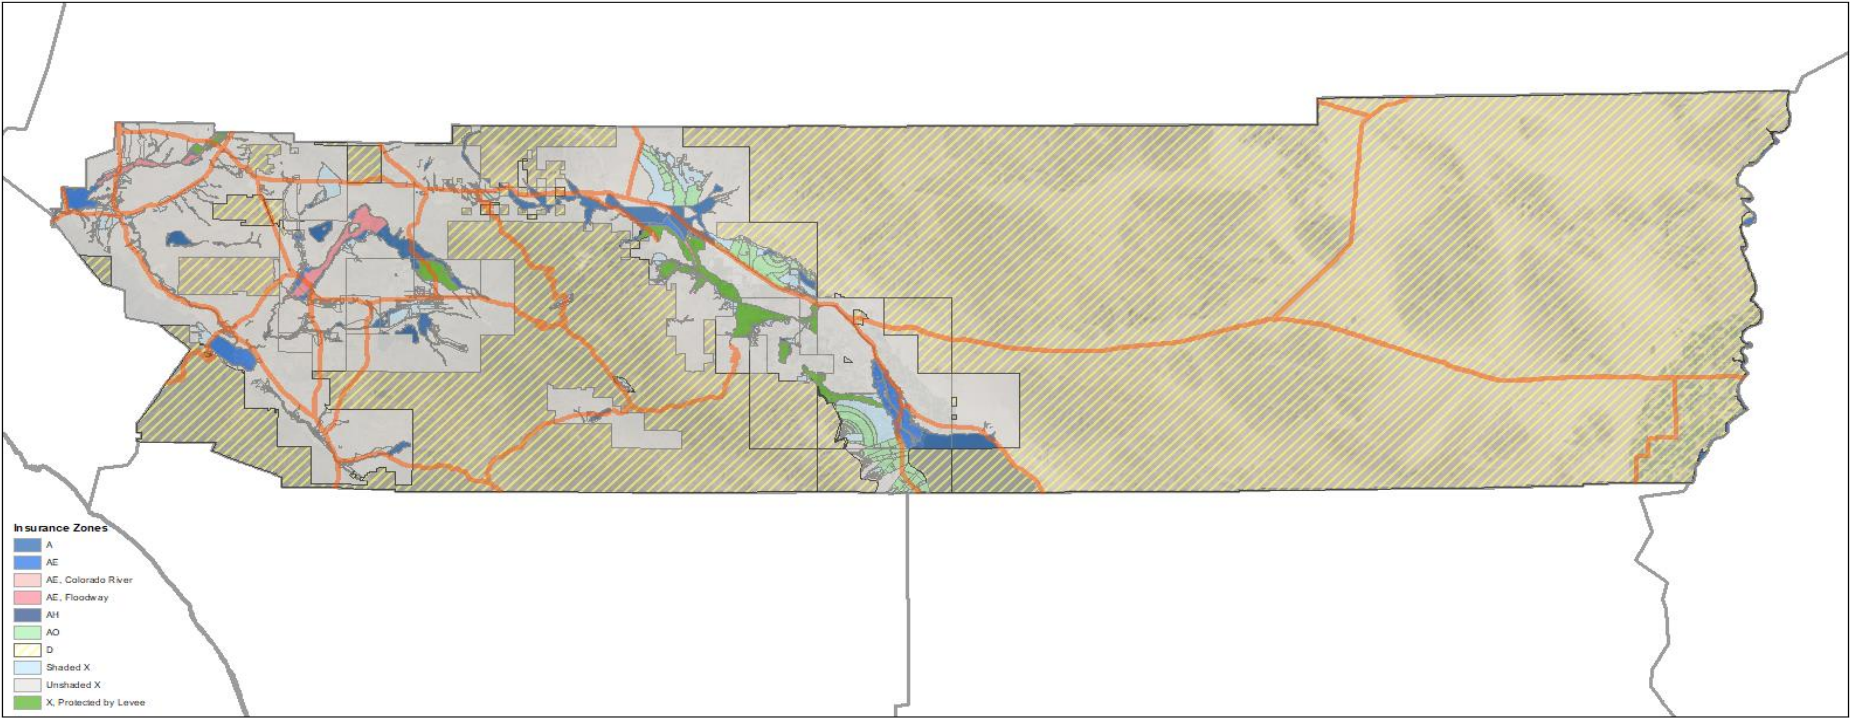 Insurance Zones
A
AE
AE, Colorado River
AE, Floodway
AH
AO
D
Shaded X
Unshaded X
X, Protected by Levee